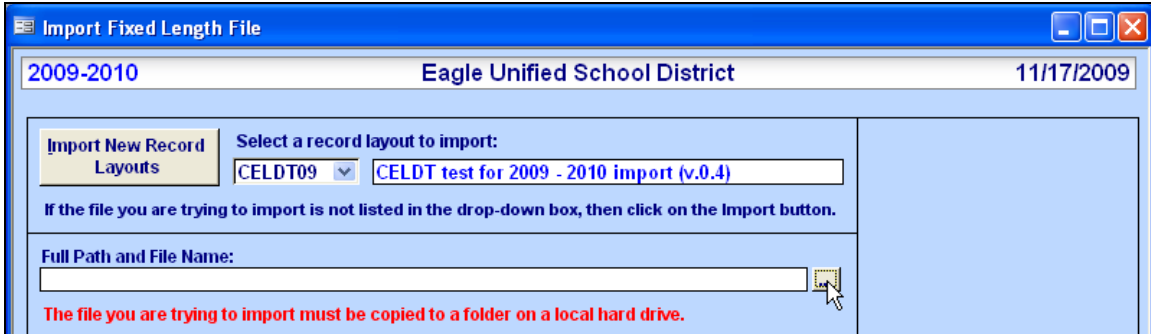 Import Fixed Length File
2009-2010 Eagle Unified School District 11/17/2009
Import New Record
Layouts
Select a record layout to import:
CELDT09 CELDT test for 2009 - 2010 import (v.0.4)
If the file you are trying to import is not listed in the drop-down box, then click on the Import button.
Full Path and File Name:
...
The file you are trying to import must be copied to a folder on a local hard drive.